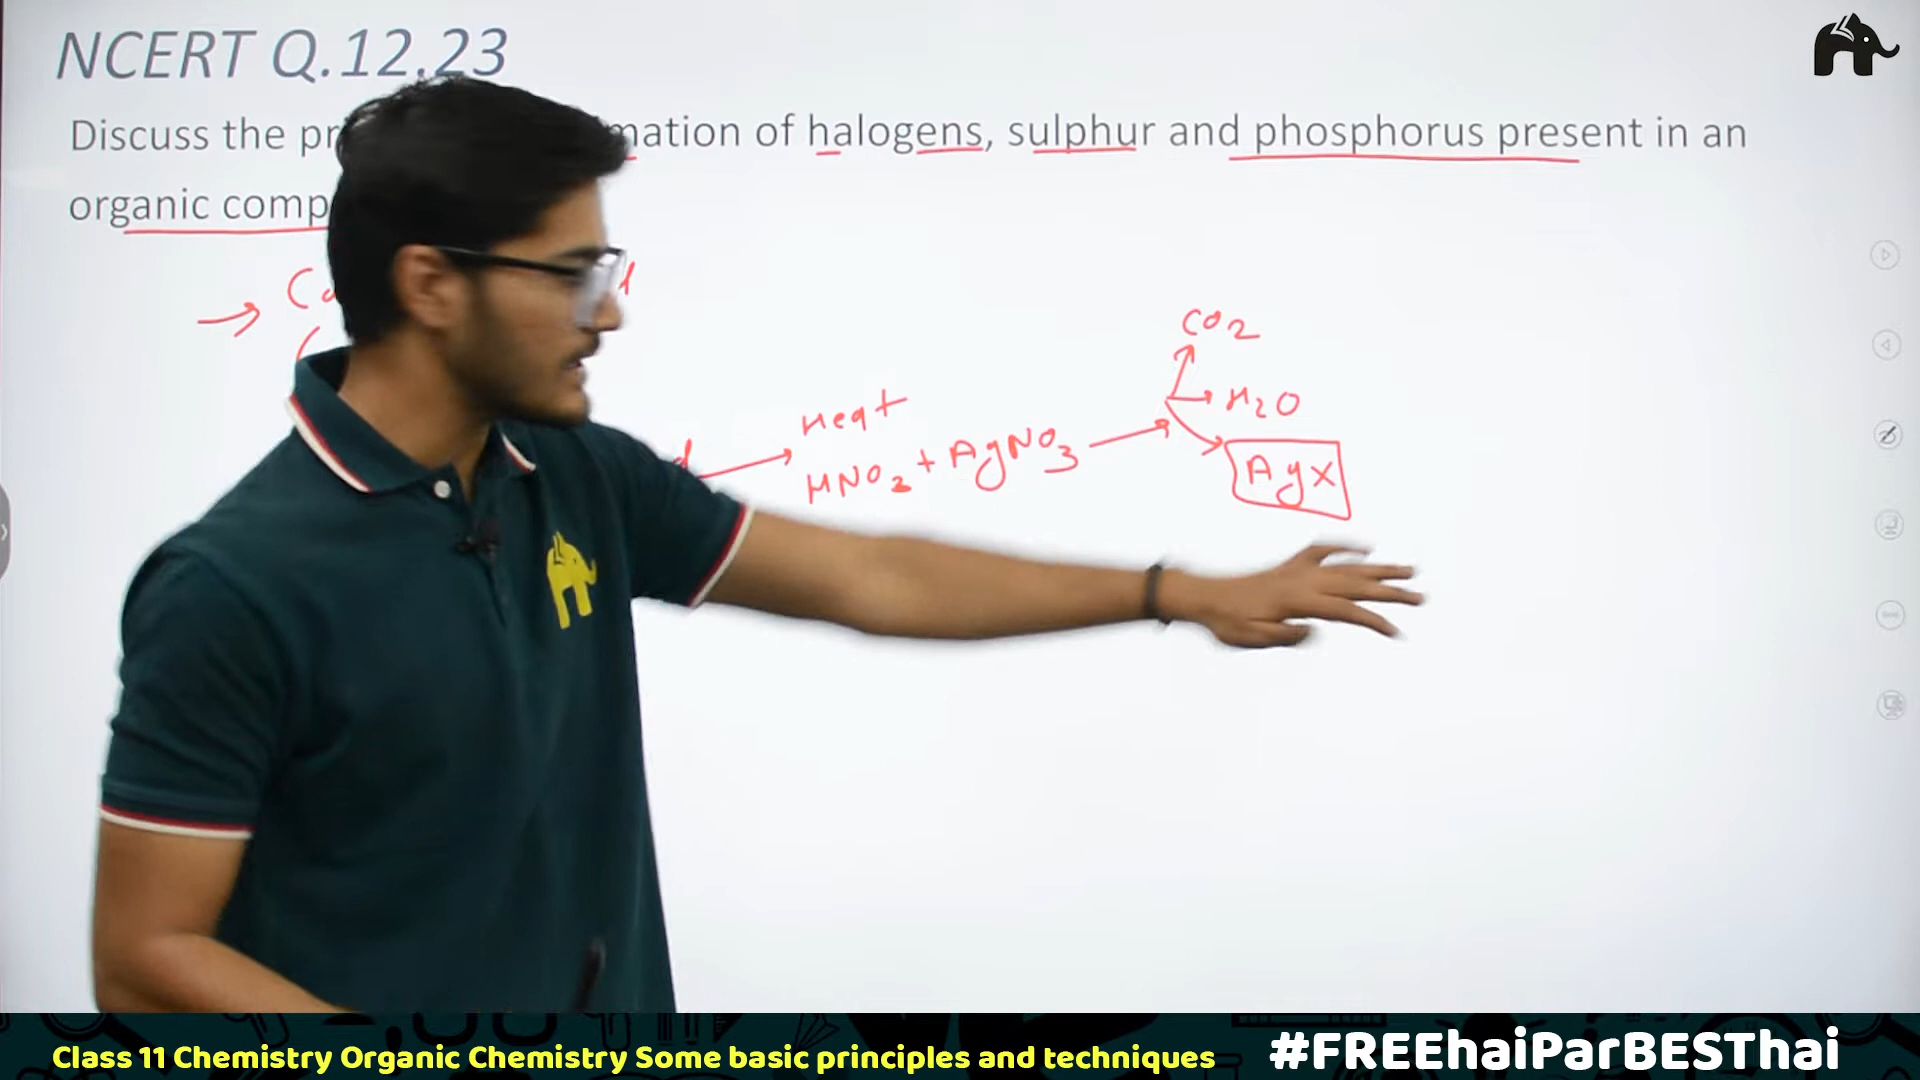 NCERT Q.12.23
Discuss the pr mation of halogens, sulphur and phosphorus present in an
organic comp
CO2
H2O
Heat
HNO3 + AgNO3
AgX
Class 11 Chemistry Organic Chemistry Some basic principles and techniques
#FREEhaiParBESThai